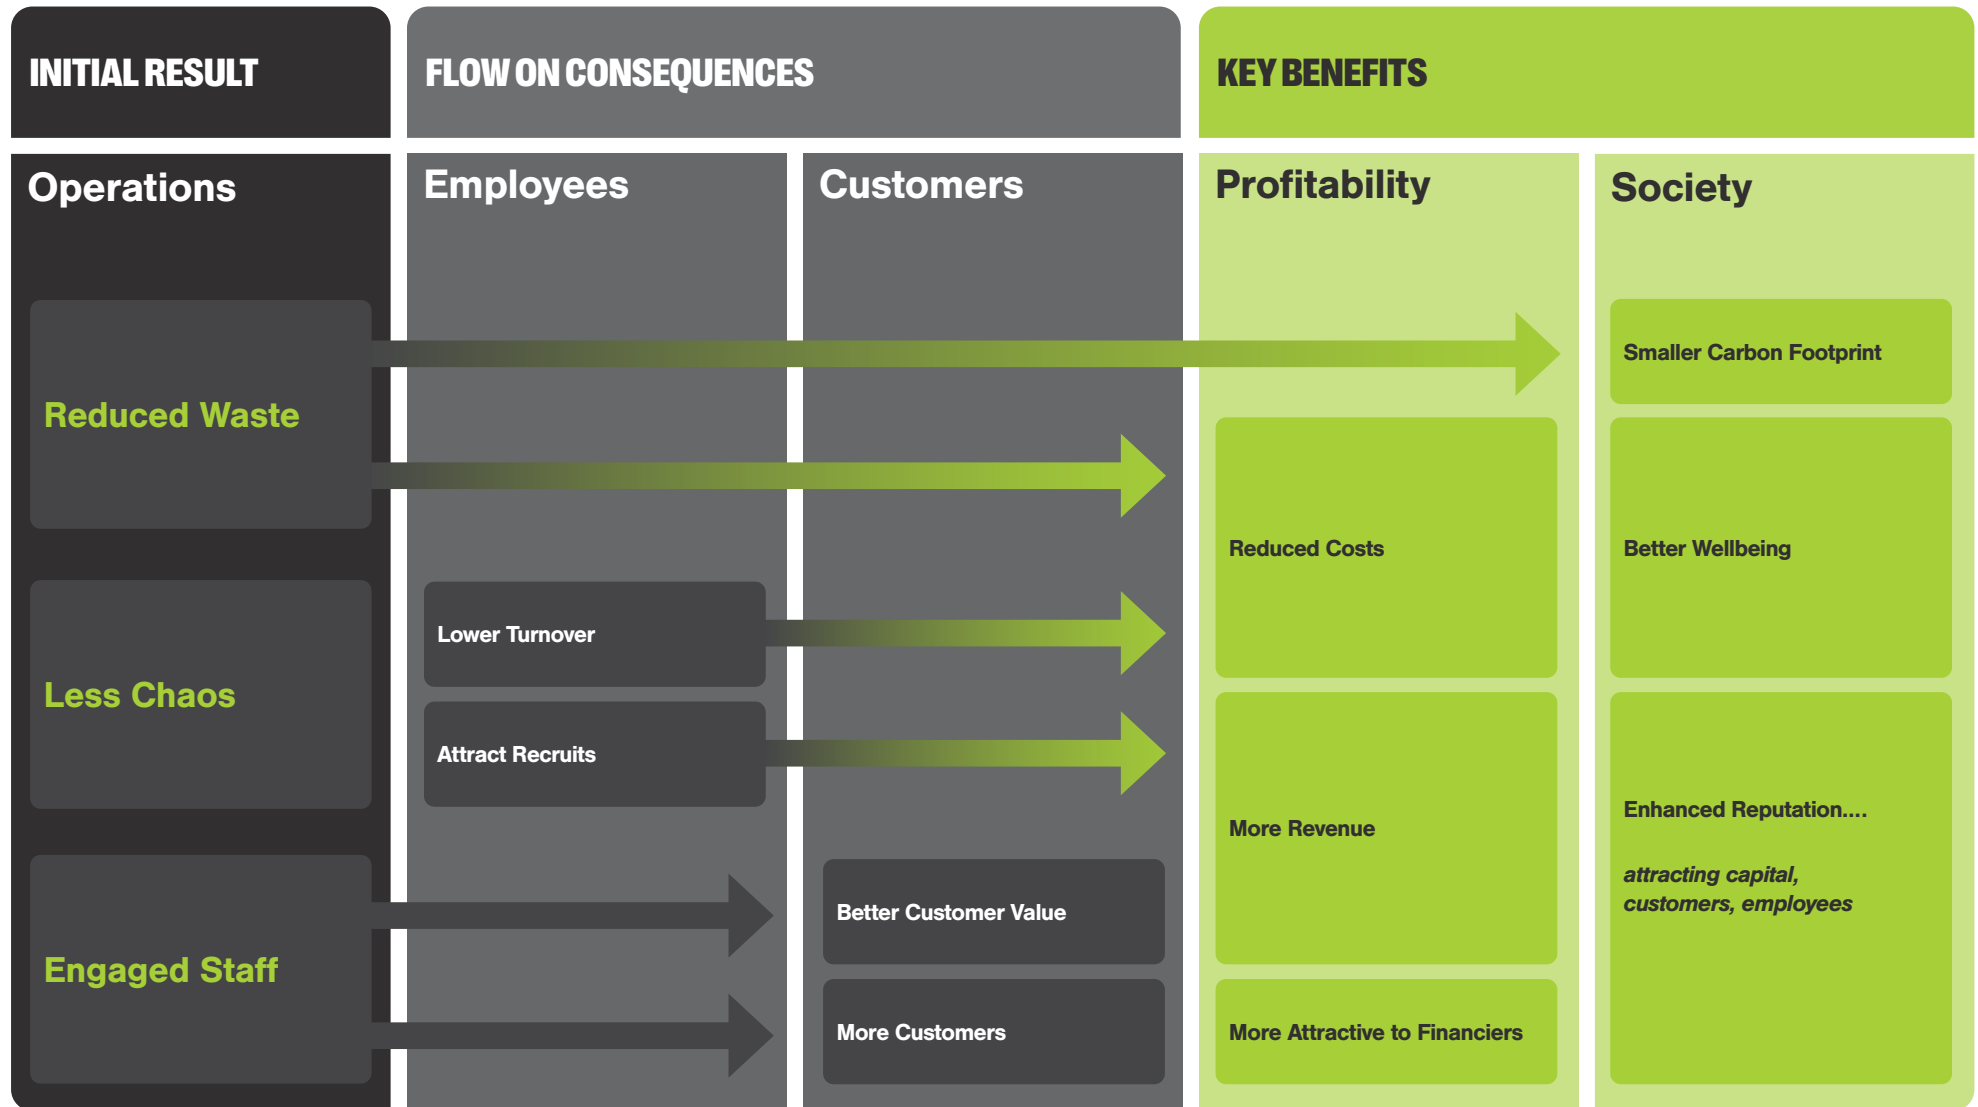 INITIAL RESULT
FLOW ON CONSEQUENCES
KEY BENEFITS
Operations
Employees
Customers
Profitability
Society
Reduced Waste
Less Chaos
Engaged Staff
Lower Turnover
Attract Recruits
Better Customer Value
More Customers
Reduced Costs
More Revenue
More Attractive to Financiers
Smaller Carbon Footprint
Better Wellbeing
Enhanced Reputation....
attracting capital,
customers, employees